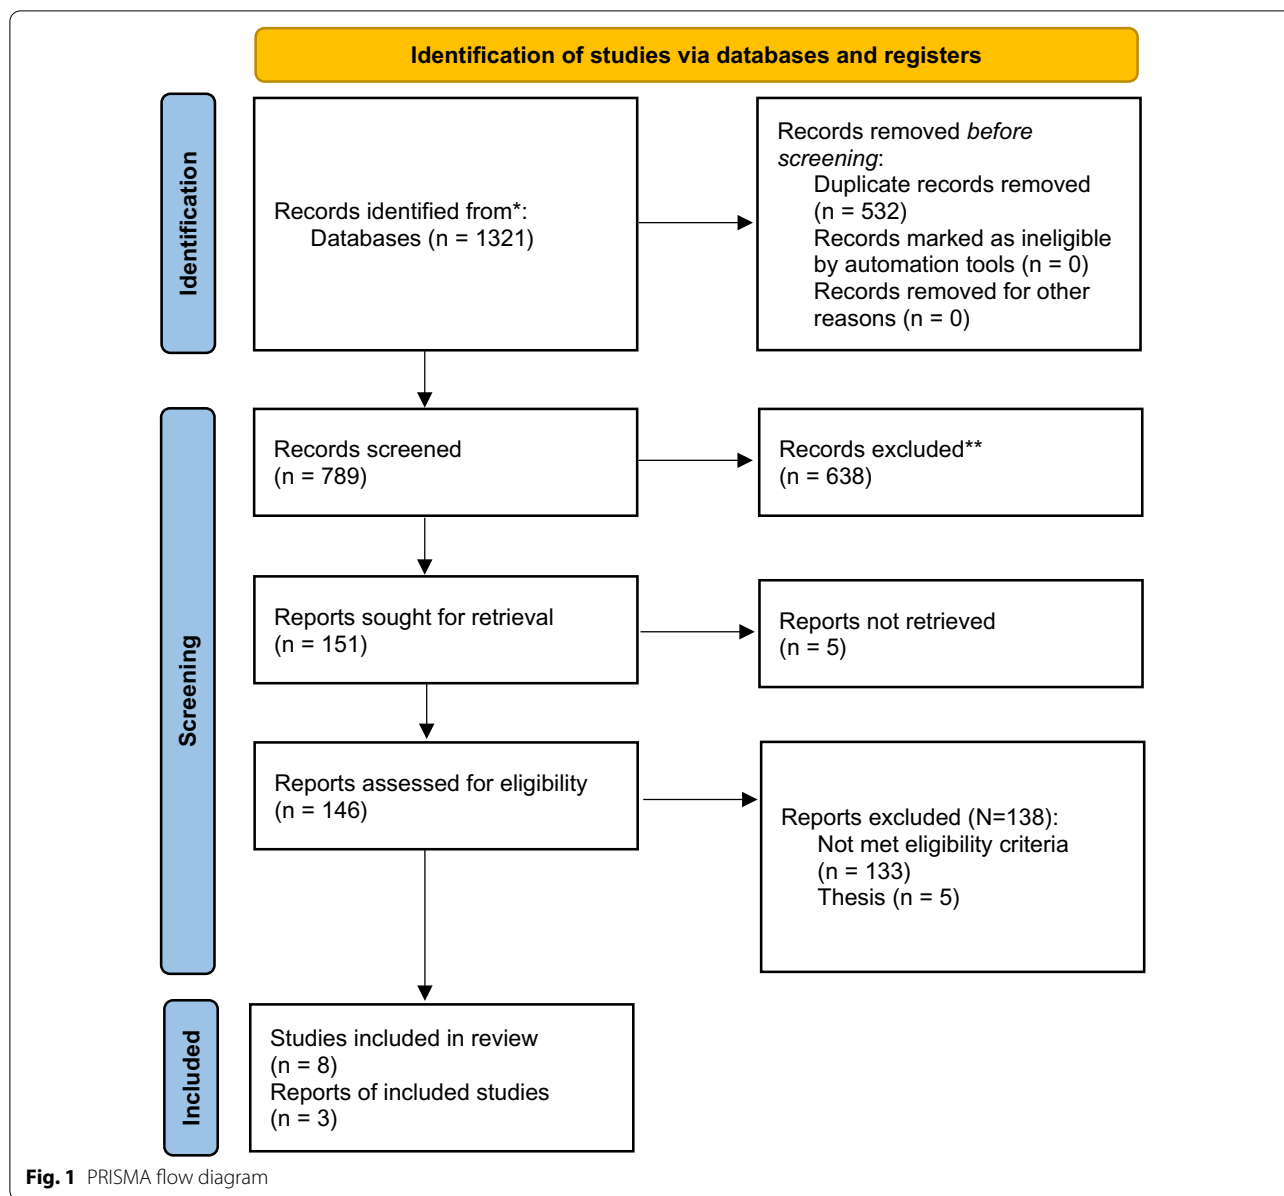 Identification of studies via databases and registers
Identification
Records identified from*:
Databases (n = 1321)
Records removed before
screening:
Duplicate records removed
(n = 532)
Records marked as ineligible
by automation tools (n = 0)
Records removed for other
reasons (n = 0)
Screening
Records screened
(n = 789)
Records excluded**
(n = 638)
Reports sought for retrieval
(n = 151)
Reports not retrieved
(n = 5)
Reports assessed for eligibility
(n = 146)
Reports excluded (N=138):
Not met eligibility criteria
(n = 133)
Thesis (n = 5)
Included
Studies included in review
(n = 8)
Reports of included studies
(n = 3)
Fig. 1 PRISMA flow diagram